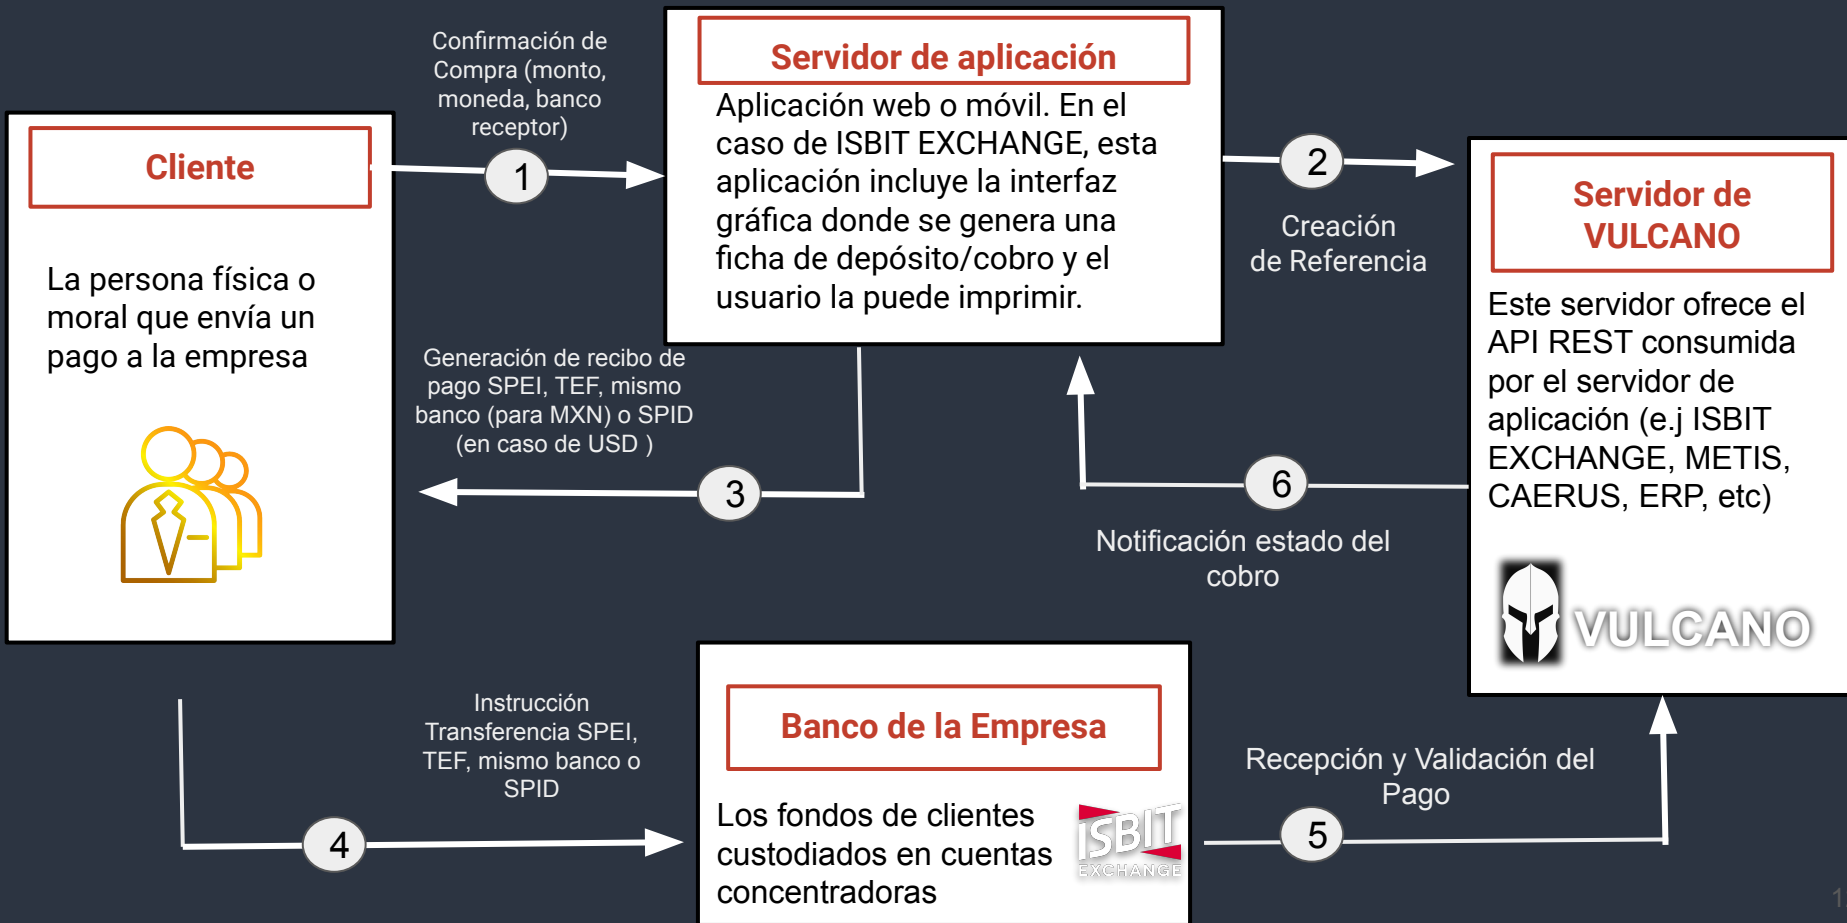 Confirmación de
Compra (monto,
moneda, banco
receptor)
1
Cliente
La persona física o
moral que envía un
pago a la empresa
Servidor de aplicación
Aplicación web o móvil. En el
caso de ISBIT EXCHANGE, esta
aplicación incluye la interfaz
gráfica donde se genera una
ficha de depósito/cobro y el
usuario la puede imprimir.
2
Creación
de Referencia
Servidor de
VULCANO
Este servidor ofrece el
API REST consumida
por el servidor de
aplicación (e.j ISBIT
EXCHANGE, METIS,
CAERUS, ERP, etc)
VULCANO
Generación de recibo de
pago SPEI, TEF, mismo
banco (para MXN) o SPID
(en caso de USD )
3
6
Notificación estado del
cobro
Instrucción
Transferencia SPEI,
TEF, mismo banco o
SPID
4
Banco de la Empresa
Los fondos de clientes
custodiados en cuentas
concentradoras
ISBIT
EXCHANGE
Recepción y Validación del
Pago
5
1